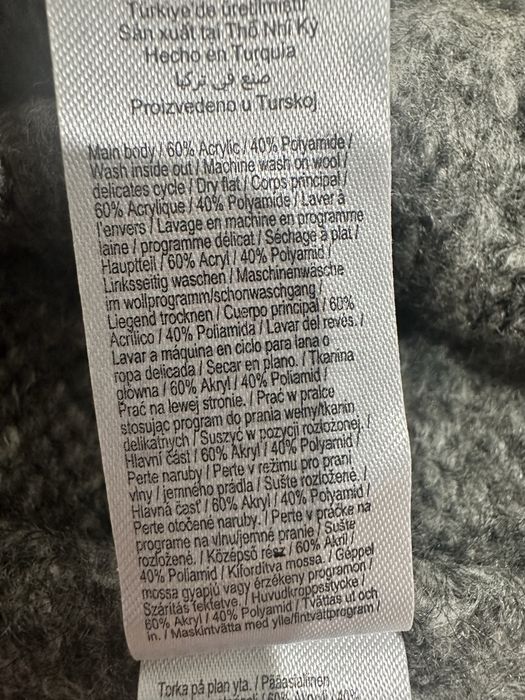 Türkiye'de üretilmiştir
Sản xuất tại Thổ Nhĩ Kỳ
Hecho en Turquía
صنع في تركيا
Proizvedeno u Turskoj
Main body / 60% Acrylic / 40% Polyamide /
Wash inside out / Machine wash on wool /
delicates cycle / Dry flat / Corps principal /
60% Acrylique / 40% Polyamide / Laver à
l'envers / Lavage en machine en programme
laine / programme délicat / Séchage à plat /
Hauptteil / 60% Acryl / 40% Polyamid /
Linksseitig waschen / Maschinenwäsche
im wollprogramm/schonwaschgang /
Liegend trocknen / Cuerpo principal / 60%
Acrílico / 40% Poliamida / Lavar del revés. /
Lavar a máquina en ciclo para lana o
ropa delicada / Secar en plano. / Tkanina
główna / 60% Akryl / 40% Poliamid /
Prać na lewej stronie. / Prać w pralce
stosując program do prania wełny/tkanin
delikatnych / Suszyć w pozycji rozłożonej. /
Hlavní část / 60% Akryl / 40% Polyamid /
Perte naruby / Perte v režimu pro praní
vlny / jemného prádla / Sušte rozložené. /
Hlavná časť / 60% Akryl / 40% Polyamid /
Perte otočené naruby. / Perte v práčke na
programe na vlnu/jemné pranie / Sušte
rozložené. / Középső rész / 60% Akril /
40% Poliamid / Kifordítva mossa. / Géppel
mossa gyapjú vagy érzékeny programon /
Szárítás fektetve. / Huvudkroppsstycke /
60% Akryl / 40% Polyamid / Tvättas ut och
in. / Maskintvätta med ylle/fintvättprogram /
Torka på plan yta. / Pääasiallinen